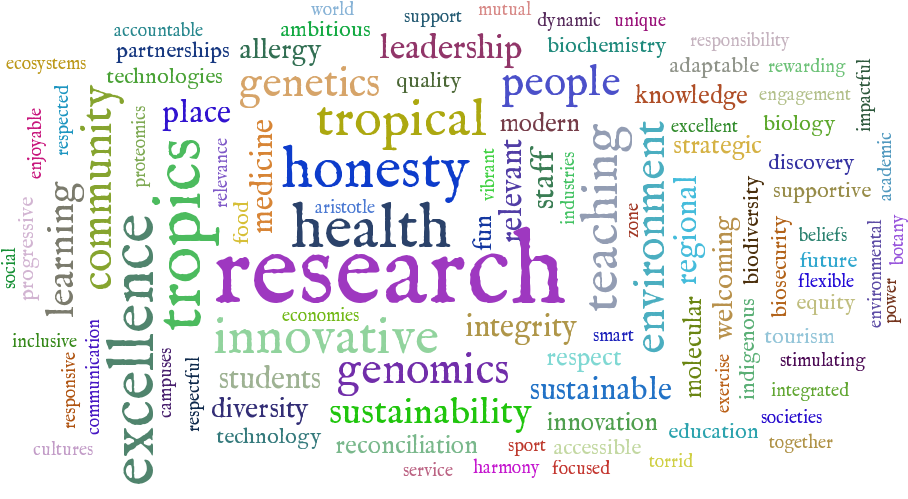 world
support
mutual
dynamic
unique
accountable
ambitious
partnerships
allergy
leadership
biochemistry
responsibility
ecosystems
technologies
genetics
quality
people
adaptable
rewarding
knowledge
engagement
impactful
enjoyable
respected
community
proteomics
place
tropical
modern
excellent
biology
strategic
relevance
medicine
honesty
vibrant
relevant
staff
industries
teaching
environment
discovery
academic
supportive
progressive
learning
excellence
tropics
food
aristotle
health
fun
zone
regional
welcoming
biodiversity
biosecurity
beliefs
future
flexible
environmental
botany
power
social
research
equity
economies
innovative
integrity
smart
molecular
tourism
inclusive
responsive
communication
campuses
respectful
students
genomics
respect
sustainable
exercise
indigenous
stimulating
integrated
diversity
sustainability
innovation
societies
technology
reconciliation
sport
accessible
education
together
cultures
service
harmony
focused
torrid